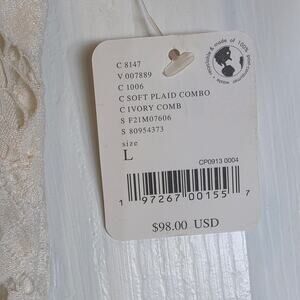 C 8147
V 007889
C 1006
C SOFT PLAID COMBO
C IVORY COMB
S F21M07606
S 80954373
size
L
CP0913 0004
1 97267 00155 7
$98.00 USD